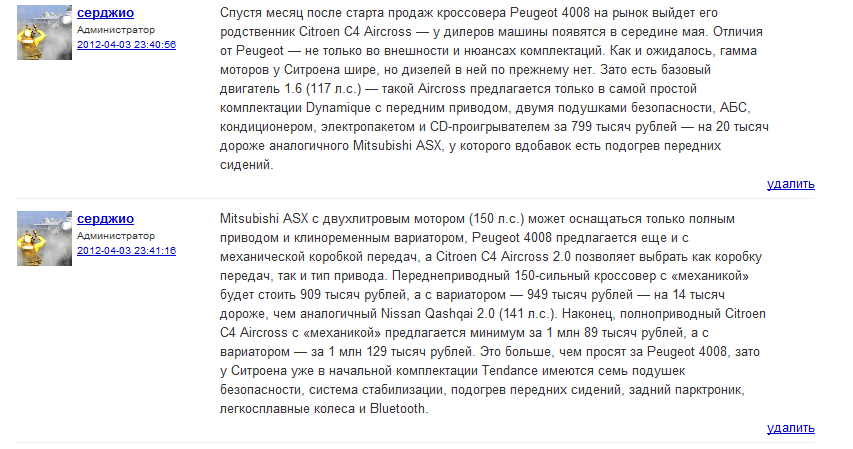 серджио
Администратор
2012-04-03 23:40:56
Спустя месяц после старта продаж кроссовера Peugeot 4008 на рынок выйдет его
родственник Citroen C4 Aircross — у дилеров машины появятся в середине мая. Отличия
от Peugeot — не только во внешности и нюансах комплектаций. Как и ожидалось, гамма
моторов у Ситроена шире, но дизелей в ней по прежнему нет. Зато есть базовый
двигатель 1.6 (117 л.с.) — такой Aircross предлагается только в самой простой
комплектации Dynamique с передним приводом, двумя подушками безопасности, АБС,
кондиционером, электропакетом и CD-проигрывателем за 799 тысяч рублей — на 20 тысяч
дороже аналогичного Mitsubishi ASX, у которого вдобавок есть подогрев передних
сидений.
удалить
серджио
Администратор
2012-04-03 23:41:16
Mitsubishi ASX с двухлитровым мотором (150 л.с.) может оснащаться только полным
приводом и клиноременным вариатором, Peugeot 4008 предлагается еще и с
механической коробкой передач, а Citroen C4 Aircross 2.0 позволяет выбрать как коробку
передач, так и тип привода. Переднеприводный 150-сильный кроссовер с «механикой»
будет стоить 909 тысяч рублей, а с вариатором — 949 тысяч рублей — на 14 тысяч
дороже, чем аналогичный Nissan Qashqai 2.0 (141 л.с.). Наконец, полноприводный Citroen
C4 Aircross с «механикой» предлагается минимум за 1 млн 89 тысяч рублей, а с
вариатором — за 1 млн 129 тысяч рублей. Это больше, чем просят за Peugeot 4008, зато
у Ситроена уже в начальной комплектации Tendance имеются семь подушек
безопасности, система стабилизации, подогрев передних сидений, задний парктроник,
легкосплавные колеса и Bluetooth.
удалить